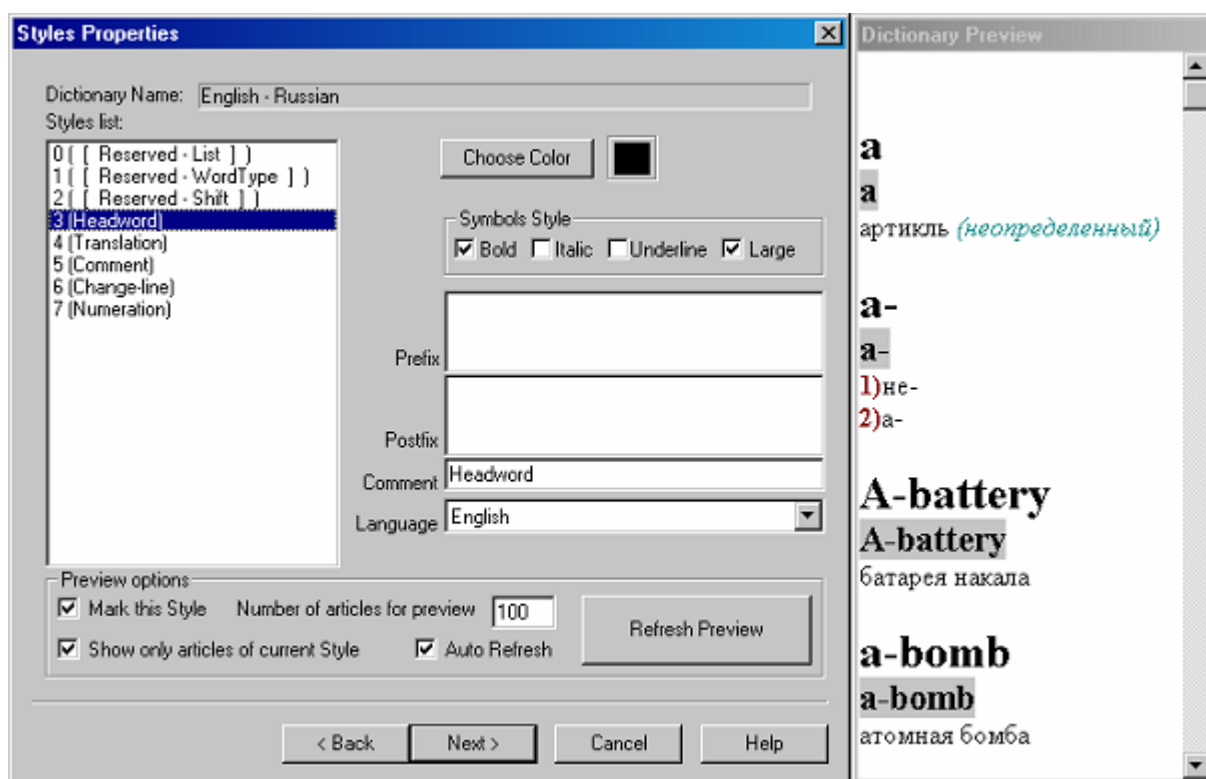 Styles Properties
Dictionary Name: English - Russian
Styles list:
0 ( [ Reserved - List ] )
1 ( [ Reserved - WordType ] )
2 ( [ Reserved - Shift ] )
3 (Headword)
4 (Translation)
5 (Comment)
6 (Change-line)
7 (Numeration)
Choose Color
Symbols Style
Bold Italic Underline Large
Prefix
Postfix
Comment Headword
Language English
Preview options
Mark this Style Number of articles for preview 100
Show only articles of current Style Auto Refresh
Refresh Preview
< Back Next > Cancel Help
Dictionary Preview
a
a
артикль (неопределенный)
a-
a-
1)не-
2)а-
A-battery
A-battery
батарея накала
a-bomb
a-bomb
атомная бомба